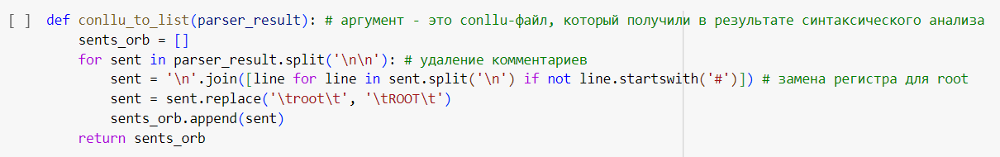 [ ] def conllu_to_list(parser_result): # аргумент - это conllu-файл, который получили в результате синтаксического анализа
    sents_orb = []
    for sent in parser_result.split('\n\n'): # удаление комментариев
        sent = '\n'.join([line for line in sent.split('\n') if not line.startswith('#')]) # замена регистра для root
        sent = sent.replace('\troot\t', '\tROOT\t')
        sents_orb.append(sent)
    return sents_orb